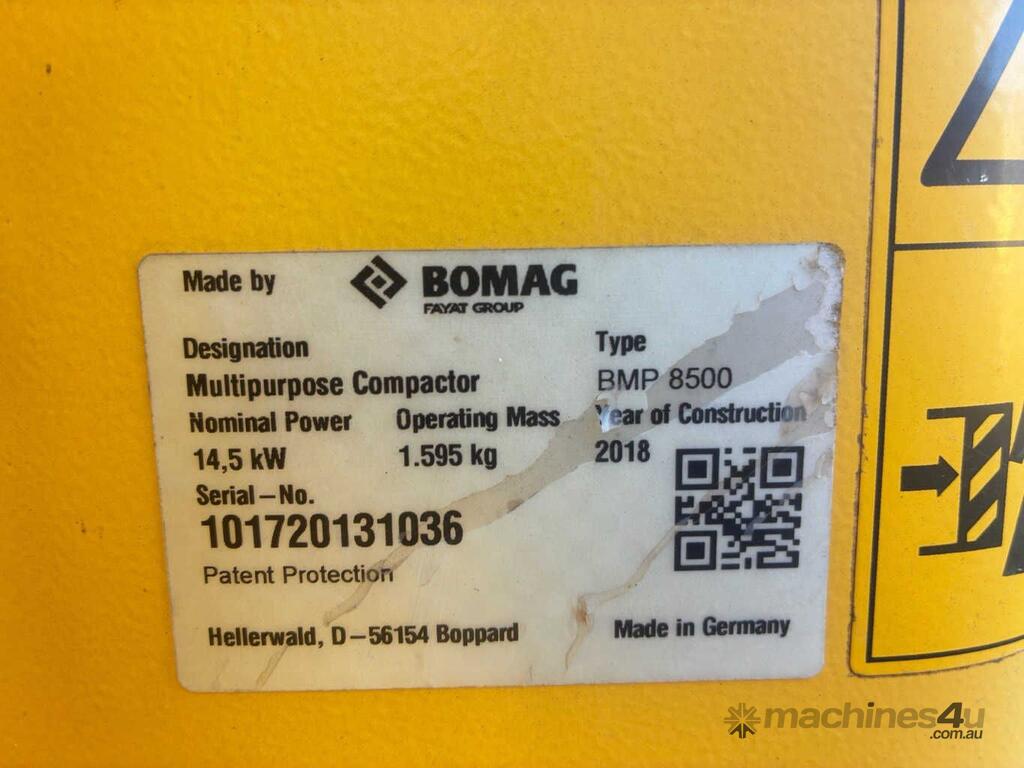 Made by BOMAG
FAYAT GROUP
Designation Type
Multipurpose Compactor BMP 8500
Nominal Power Operating Mass Year of Construction
14,5 kW 1.595 kg 2018
Serial-No.
101720131036
Patent Protection
Hellerwald, D-56154 Boppard Made in Germany
machines4u
.com.au